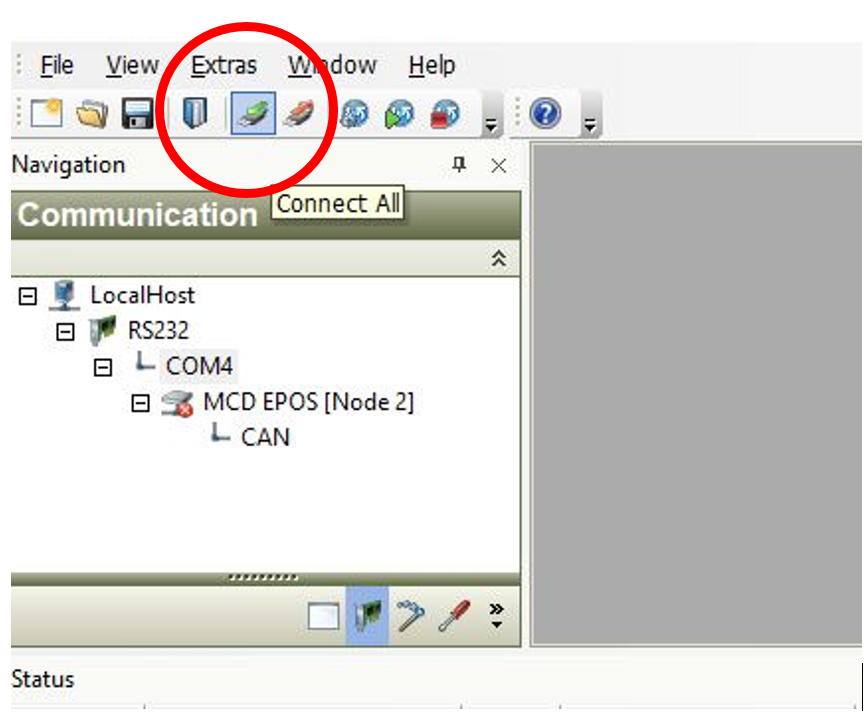 File View Extras Window Help
Navigation
Connect All
Communication
LocalHost
RS232
COM4
MCD EPOS [Node 2]
CAN
Status